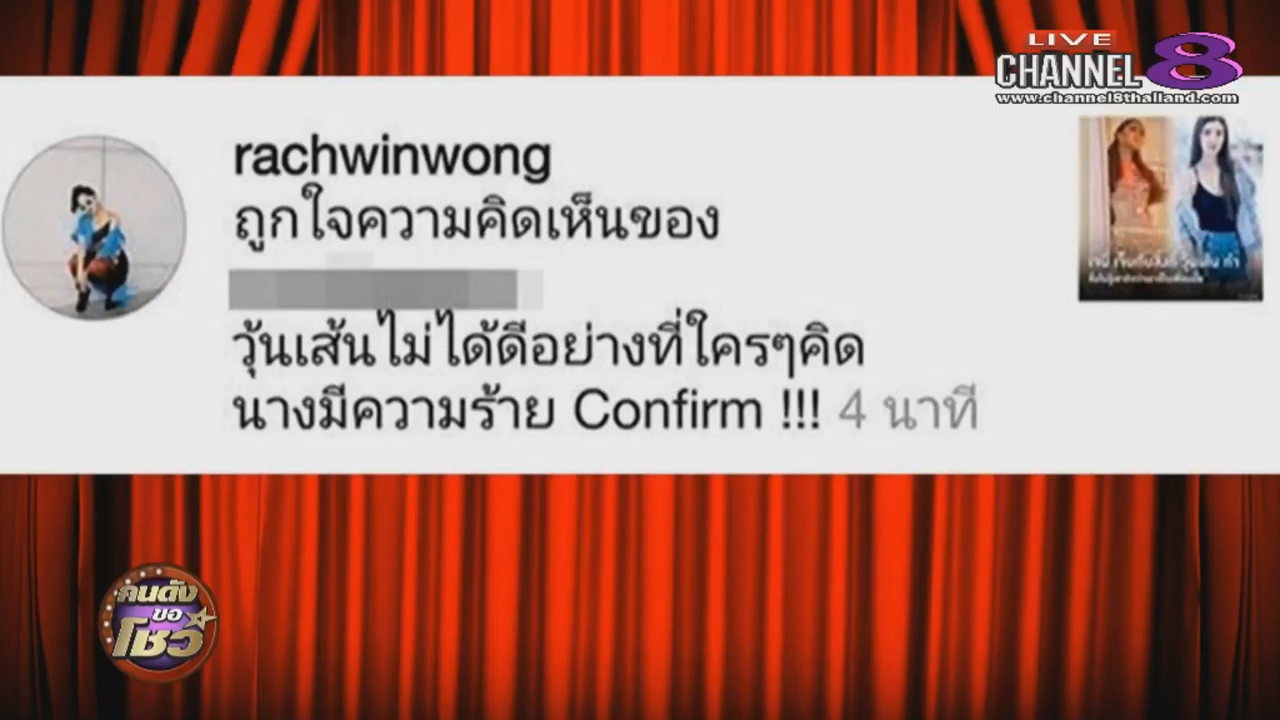 LIVE
CHANNEL 8
www.channel8thailand.com
rachwinwong
ถูกใจความคิดเห็นของ
วุ้นเส้นไม่ได้ดีอย่างที่ใครๆคิด
นางมีความร้าย Confirm !!! 4 นาที
คนดัง
ขอ
โชว์